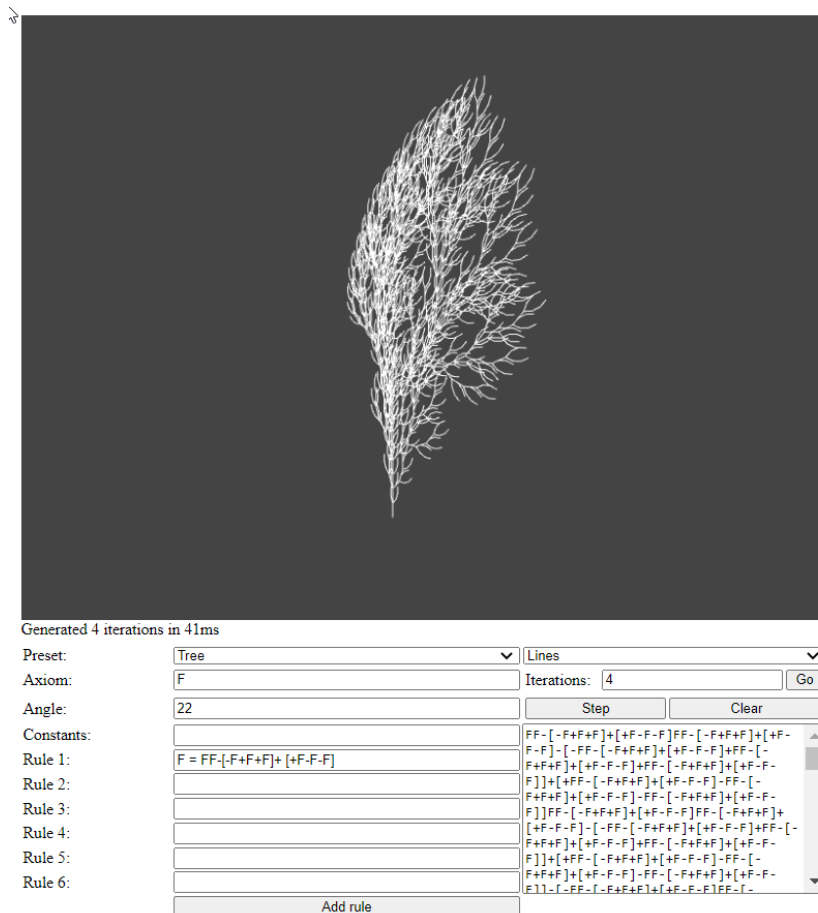 Generated 4 iterations in 41ms
Preset: Tree Lines
Axiom: F Iterations: 4 Go
Angle: 22 Step Clear
Constants:
Rule 1: F = FF-[-F+F+F]+ [+F-F-F]
Rule 2:
Rule 3:
Rule 4:
Rule 5:
Rule 6:
Add rule
FF-[-F+F+F]+[+F-F-F]FF-[-F+F+F]+[+F-
F-F]-[-FF-[-F+F+F]+[+F-F-F]+FF-[-
F+F+F]+[+F-F-F]+FF-[-F+F+F]+[+F-F-
F]]+[+FF-[-F+F+F]+[+F-F-F]-FF-[-
F+F+F]+[+F-F-F]-FF-[-F+F+F]+[+F-F-
F]]FF-[-F+F+F]+[+F-F-F]FF-[-F+F+F]+
[+F-F-F]-[-FF-[-F+F+F]+[+F-F-F]+FF-[-
F+F+F]+[+F-F-F]+FF-[-F+F+F]+[+F-F-
F]]+[+FF-[-F+F+F]+[+F-F-F]-FF-[-
F+F+F]+[+F-F-F]-FF-[-F+F+F]+[+F-F-
F]]-[-FF-[-F+F+F]+[+F-F-F]FF-[-